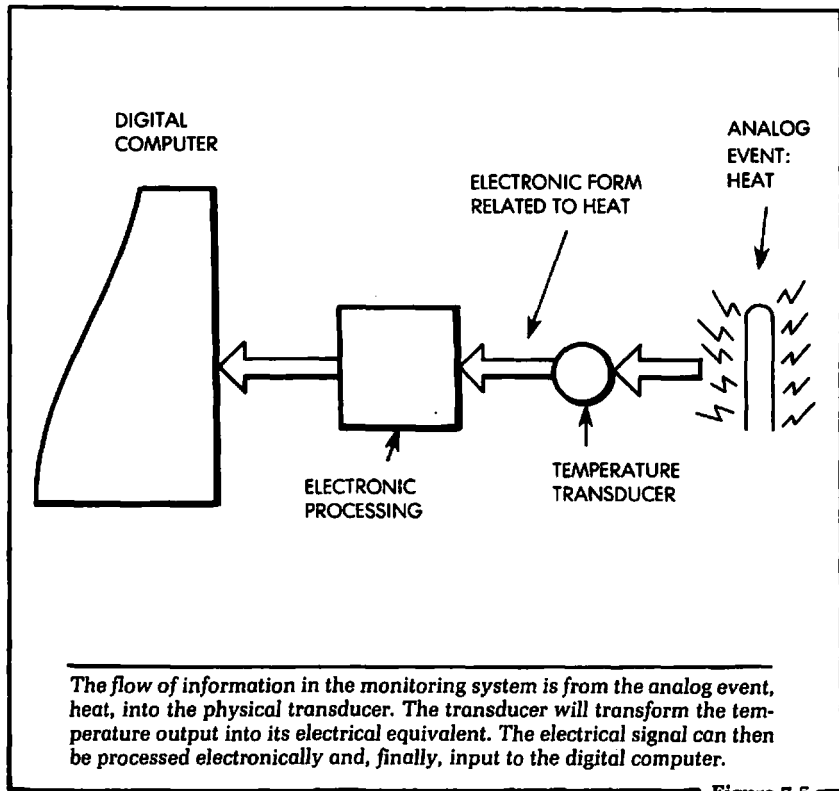 DIGITAL
COMPUTER
ANALOG
EVENT:
HEAT
ELECTRONIC FORM
RELATED TO HEAT
ELECTRONIC
PROCESSING
TEMPERATURE
TRANSDUCER
The flow of information in the monitoring system is from the analog event,
heat, into the physical transducer. The transducer will transform the tem-
perature output into its electrical equivalent. The electrical signal can then
be processed electronically and, finally, input to the digital computer.
Figure 7.5